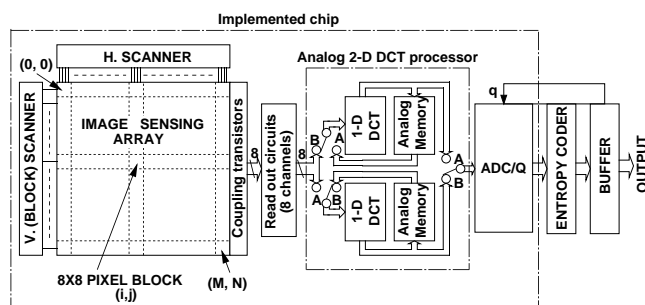 Implemented chip
H. SCANNER
(0, 0)
Analog 2-D DCT processor
V. (BLOCK) SCANNER
IMAGE SENSING
ARRAY
Coupling transistors
8
Read out circuits
(8 channels)
8
B
A
1-D
DCT
Analog
Memory
A
B
A
B
1-D
DCT
Analog
Memory
q
ADC/Q
ENTROPY CODER
BUFFER
OUTPUT
8X8 PIXEL BLOCK
(i,j)
(M, N)